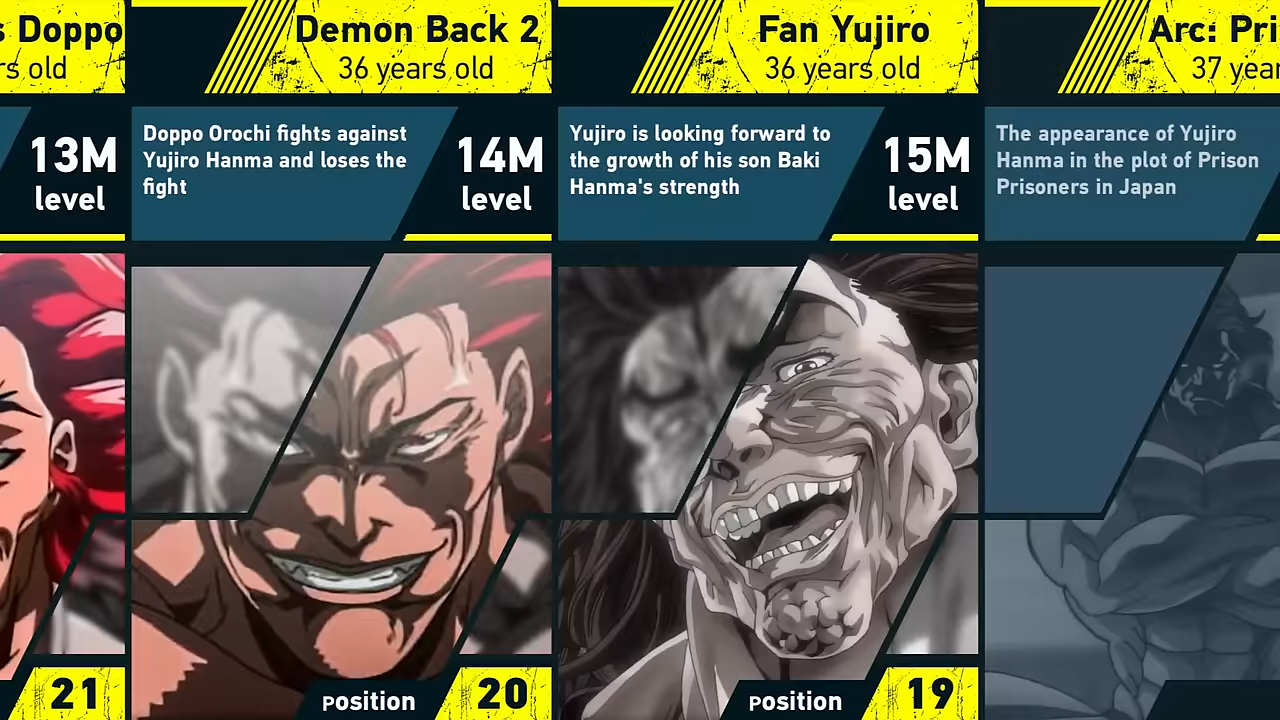 s Doppo
rs old
13M
level
21
Demon Back 2
36 years old
Doppo Orochi fights against
Yujiro Hanma and loses the
fight
14M
level
position
20
Fan Yujiro
36 years old
Yujiro is looking forward to
the growth of his son Baki
Hanma's strength
15M
level
position
19
Arc: Pris
37 year
The appearance of Yujiro
Hanma in the plot of Prison
Prisoners in Japan